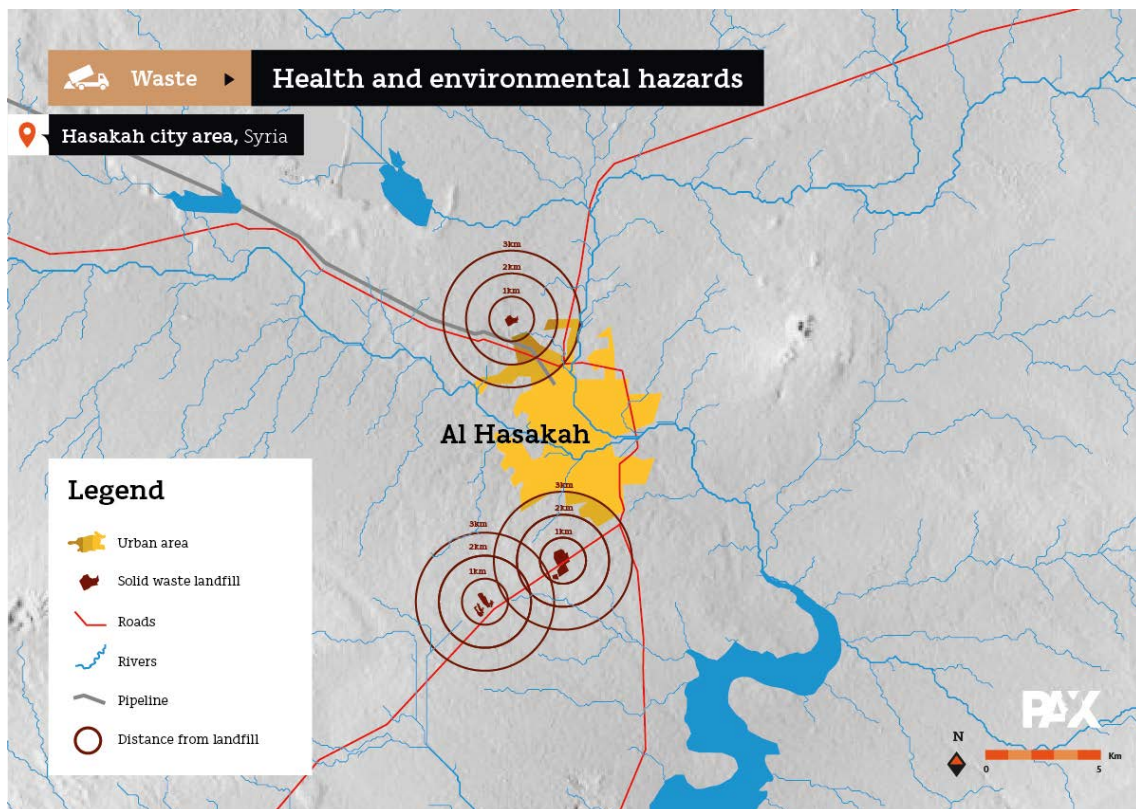 Waste
Health and environmental hazards
Hasakah city area, Syria
3km
2km
1km
Al Hasakah
3km
2km
1km
3km
2km
1km
Legend
Urban area
Solid waste landfill
Roads
Rivers
Pipeline
Distance from landfill
PAX
N
Km
0 5